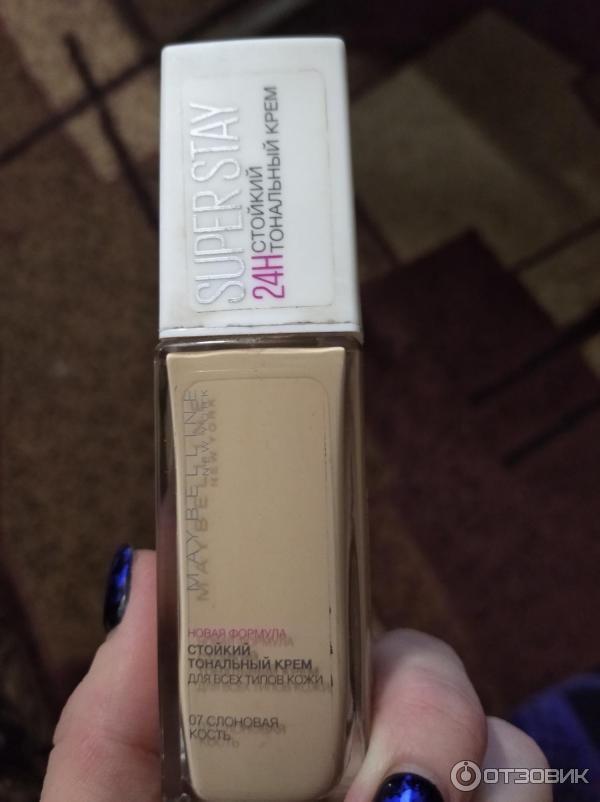 SUPER STAY
24H СТОЙКИЙ
ТОНАЛЬНЫЙ КРЕМ
MAYBELLINE
NEW YORK
НОВАЯ ФОРМУЛА
СТОЙКИЙ
ТОНАЛЬНЫЙ КРЕМ
ДЛЯ ВСЕХ ТИПОВ КОЖИ
07 СЛОНОВАЯ
КОСТЬ
ОТЗОВИК